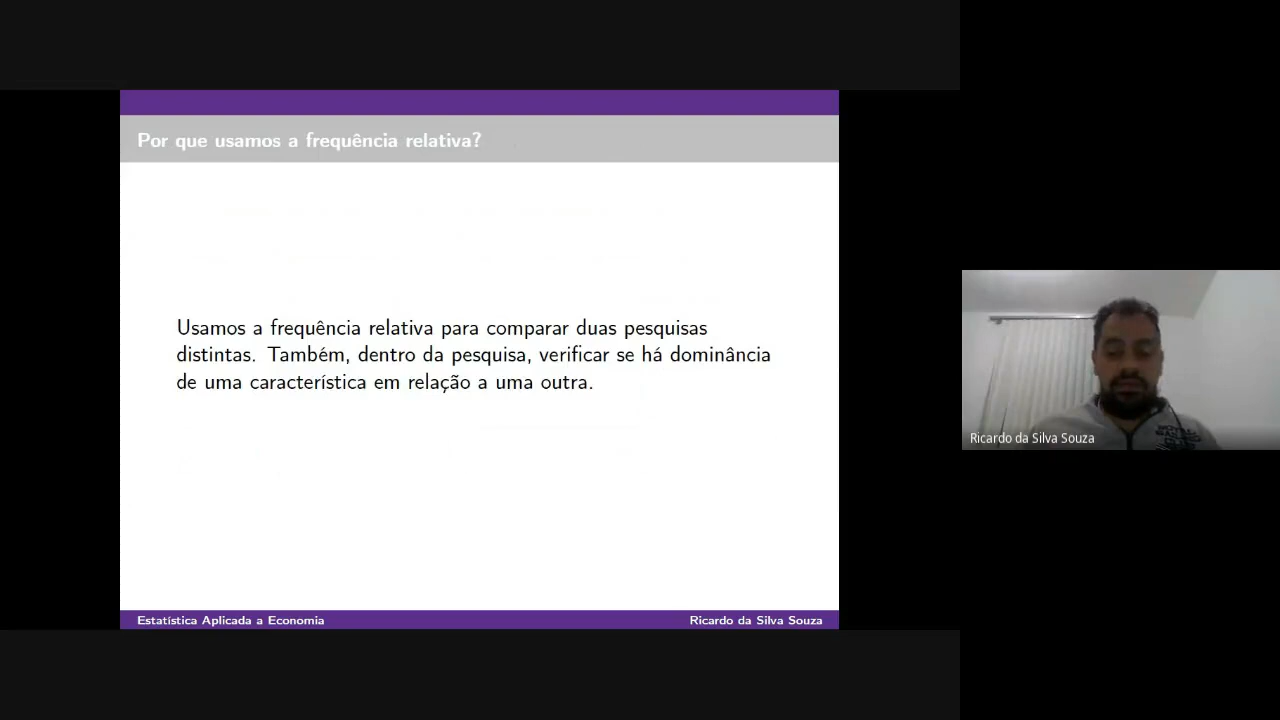 Por que usamos a frequência relativa?
Usamos a frequência relativa para comparar duas pesquisas
distintas. Também, dentro da pesquisa, verificar se há dominância
de uma característica em relação a uma outra.
Estatística Aplicada a Economia
Ricardo da Silva Souza
Ricardo da Silva Souza